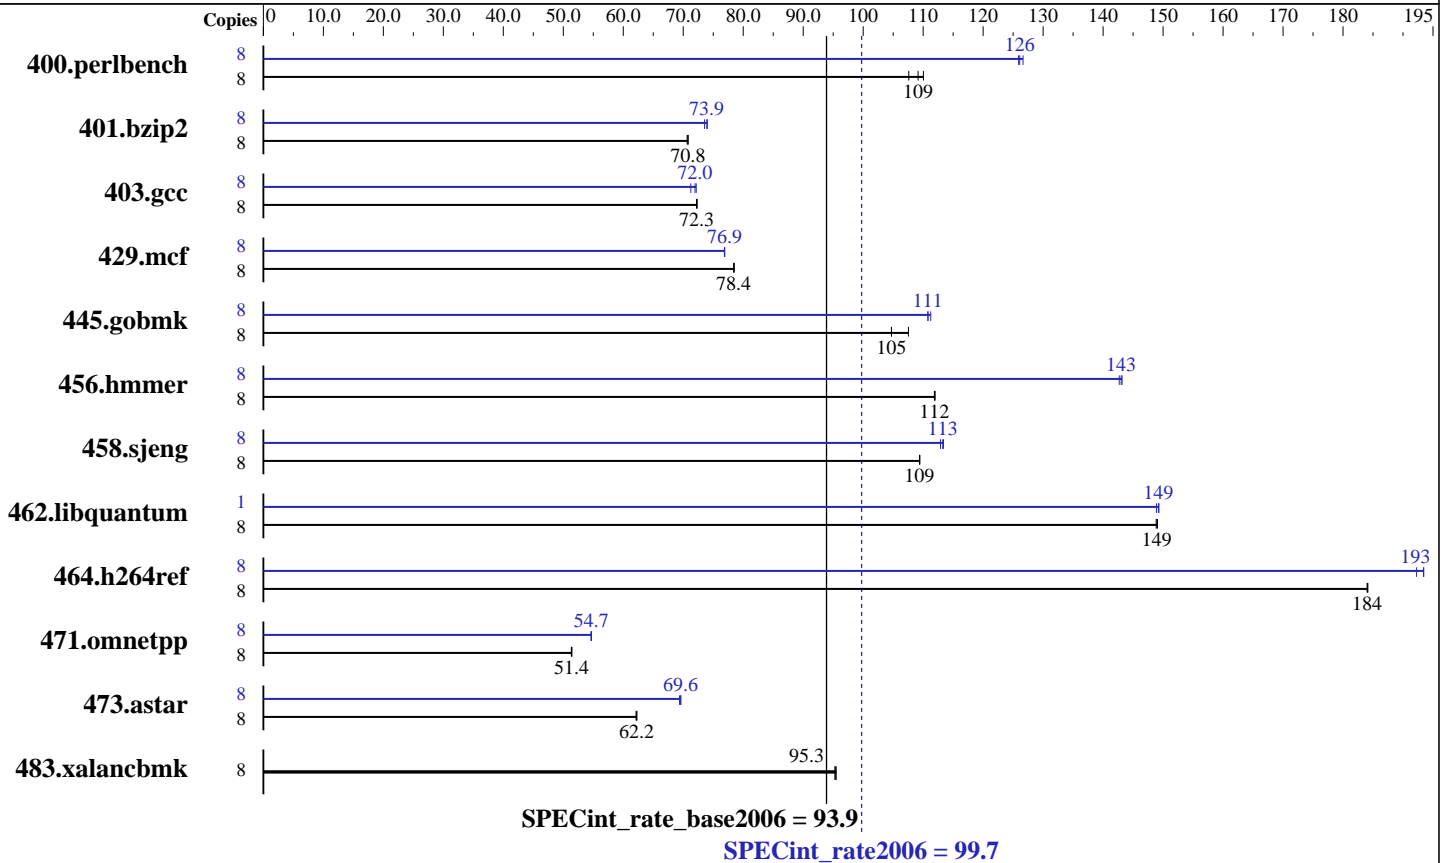 Copies 0 10.0 20.0 30.0 40.0 50.0 60.0 70.0 80.0 90.0 100 110 120 130 140 150 160 170 180 195
400.perlbench 8 126
8 109
401.bzip2 8 73.9
8 70.8
403.gcc 8 72.0
8 72.3
429.mcf 8 76.9
8 78.4
445.gobmk 8 111
8 105
456.hmmer 8 143
8 112
458.sjeng 8 113
8 109
462.libquantum 1 149
8 149
464.h264ref 8 193
8 184
471.omnetpp 8 54.7
8 51.4
473.astar 8 69.6
8 62.2
483.xalancbmk 8 95.3
SPECint_rate_base2006 = 93.9
SPECint_rate2006 = 99.7